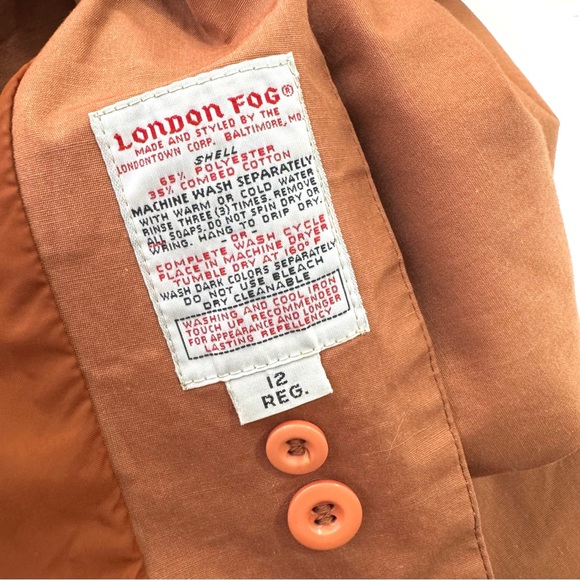 LONDON FOG®
MADE AND STYLED BY THE
LONDONTOWN CORP. BALTIMORE, MD.
SHELL
65% POLYESTER
35% COMBED COTTON
MACHINE WASH SEPARATELY
WITH WARM OR COLD WATER
RINSE THREE (3) TIMES. REMOVE
ALL SOAPS. DO NOT SPIN DRY OR
WRING. HANG TO DRIP DRY.
-OR-
COMPLETE WASH CYCLE
PLACE IN MACHINE DRYER
TUMBLE DRY AT 160°F
WASH DARK COLORS SEPARATELY
DO NOT USE BLEACH
DRY CLEANABLE
WASHING AND COOL IRON
TOUCH UP RECOMMENDED
FOR APPEARANCE AND LONGER
LASTING REPELLENCY
12
REG.